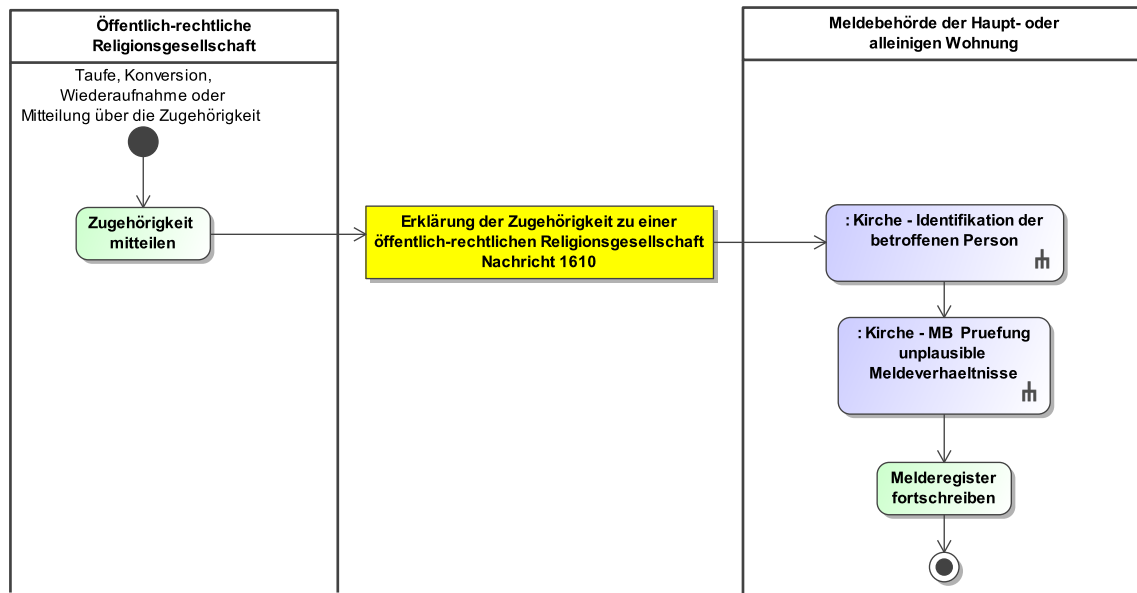 Öffentlich-rechtliche
Religionsgesellschaft
Taufe, Konversion,
Wiederaufnahme oder
Mitteilung über die Zugehörigkeit
Zugehörigkeit
mitteilen
Erklärung der Zugehörigkeit zu einer
öffentlich-rechtlichen Religionsgesellschaft
Nachricht 1610
Meldebehörde der Haupt- oder
alleinigen Wohnung
: Kirche - Identifikation der
betroffenen Person
: Kirche - MB Pruefung
unplausible
Meldeverhaeltnisse
Melderegister
fortschreiben